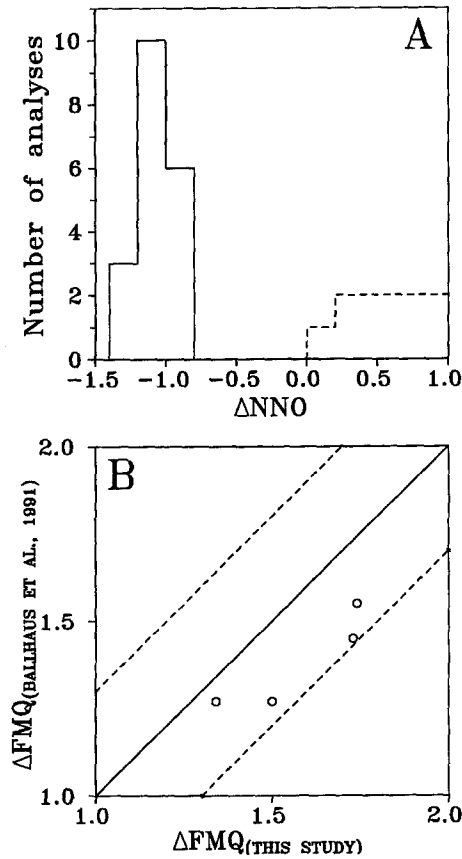 A
Number of analyses
10
8
6
4
2
0
−1.5 −1.0 −0.5 0.0 0.5 1.0
ΔNNO
B
ΔFMQ(BALLHAUS ET AL., 1991)
2.0
1.5
1.0
1.0 1.5 2.0
ΔFMQ(THIS STUDY)